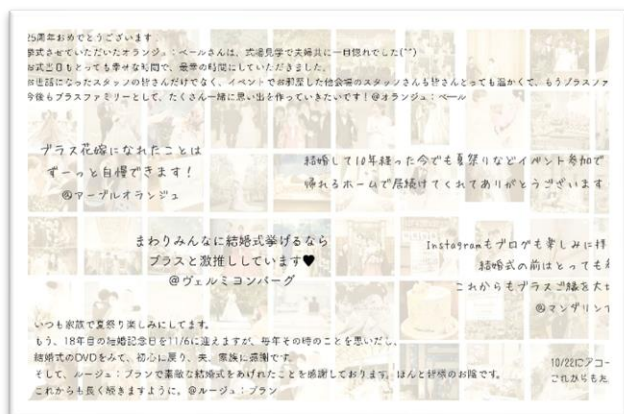 25周年おめでとうございます
挙式させていただいたオランジュ：ベールさんは、式場見学で夫婦共に一目惚れでした(^^)
お式当日もとっても幸せな時間で、最幸の時間にしていただきました。
お世話になったスタッフの皆さんだけでなく、イベントでお邪魔した他会場のスタッフさんも皆さんとっても温かくて、もうプラスファ
今後もプラスファミリーとして、たくさん一緒に思い出を作っていきたいです！@オランジュ：ベール
プラス花嫁になれたことは
ずーっと自慢できます！
@アーブルオランジュ
結婚して10年経った今でも夏祭りなどイベント参加で
帰れるホームで居続けてくれてありがとうございます
まわりみんなに結婚式挙げるなら
プラスと激推ししています♥
@ヴェルミヨンバーグ
Instagramもブログも楽しみに拝
結婚式の前はとっても
これからもプラスご縁を大
@マンダリン
いつも家族で夏祭り楽しみにしてます。
もう、18年目の結婚記念日を11/6に迎えますが、毎年その時のことを思いだし、
結婚式のDVDをみて、初心に戻り、夫、家族に感謝です。
そして、ルージュ：ブランで素敵な結婚式をあげれたことを感謝しております。ほんと皆様のお陰です。
これからも長く続きますように。@ルージュ：ブラン
10/22にアコー
これからもた